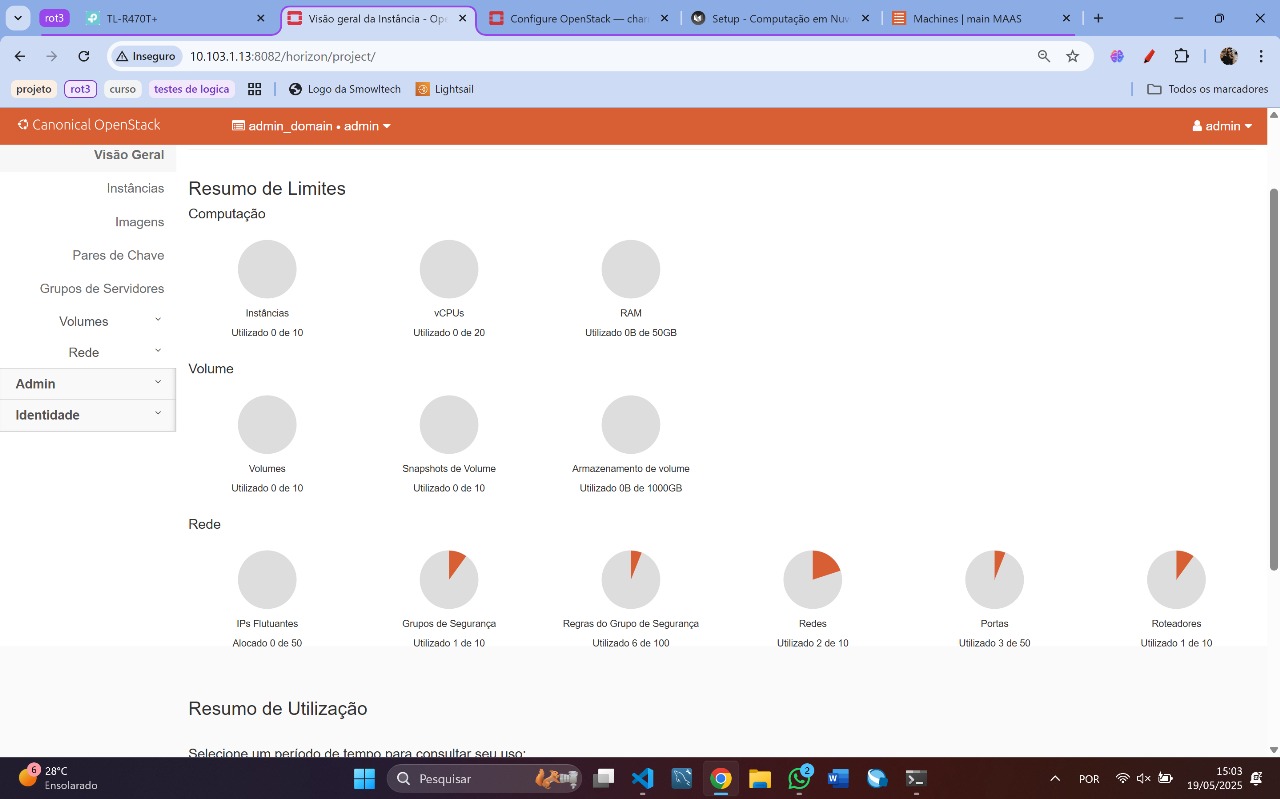 rot3
TL-R470T+
Visão geral da Instância - Ope
Configure OpenStack — char
Setup - Computação em Nuv
Machines | main MAAS
Inseguro
10.103.1.13:8082/horizon/project/
projeto
rot3
curso
testes de logica
Logo da Smowltech
Lightsail
Todos os marcadores
Canonical OpenStack
admin_domain • admin
admin
Visão Geral
Instâncias
Imagens
Pares de Chave
Grupos de Servidores
Volumes
Rede
Admin
Identidade
Resumo de Limites
Computação
Instâncias
Utilizado 0 de 10
vCPUs
Utilizado 0 de 20
RAM
Utilizado 0B de 50GB
Volume
Volumes
Utilizado 0 de 10
Snapshots de Volume
Utilizado 0 de 10
Armazenamento de volume
Utilizado 0B de 1000GB
Rede
IPs Flutuantes
Alocado 0 de 50
Grupos de Segurança
Utilizado 1 de 10
Regras do Grupo de Segurança
Utilizado 6 de 100
Redes
Utilizado 2 de 10
Portas
Utilizado 3 de 50
Roteadores
Utilizado 1 de 10
Resumo de Utilização
Selecione um período de tempo para consultar seu uso:
6
28°C
Ensolarado
Pesquisar
2
W
POR
15:03
19/05/2025